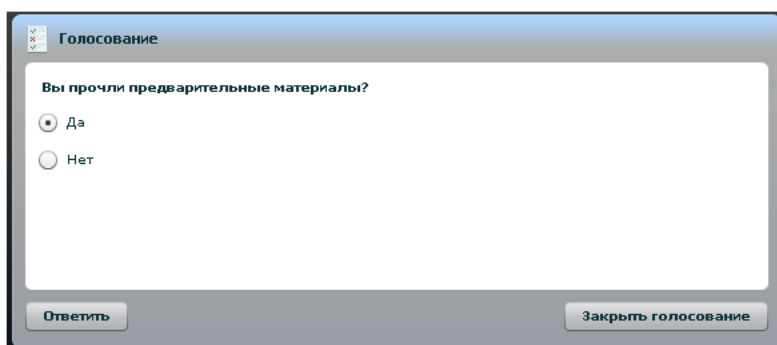 Голосование
Вы прочли предварительные материалы?
Да
Нет
Ответить
Закрыть голосование